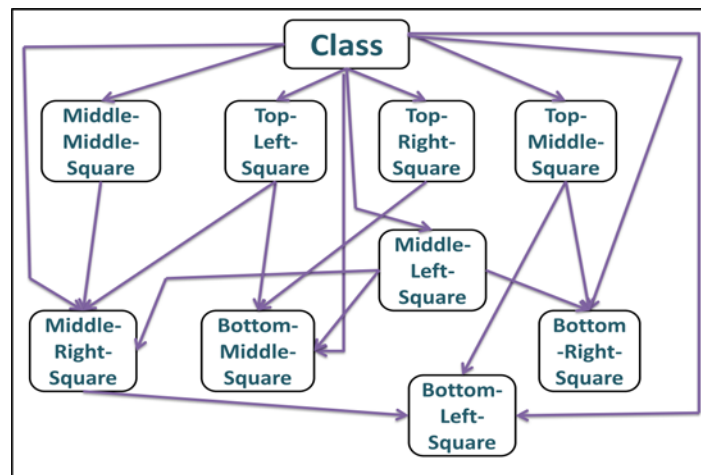 Class
Middle-
Middle-
Square
Top-
Left-
Square
Top-
Right-
Square
Top-
Middle-
Square
Middle-
Left-
Square
Middle-
Right-
Square
Bottom-
Middle-
Square
Bottom
-Right-
Square
Bottom-
Left-
Square